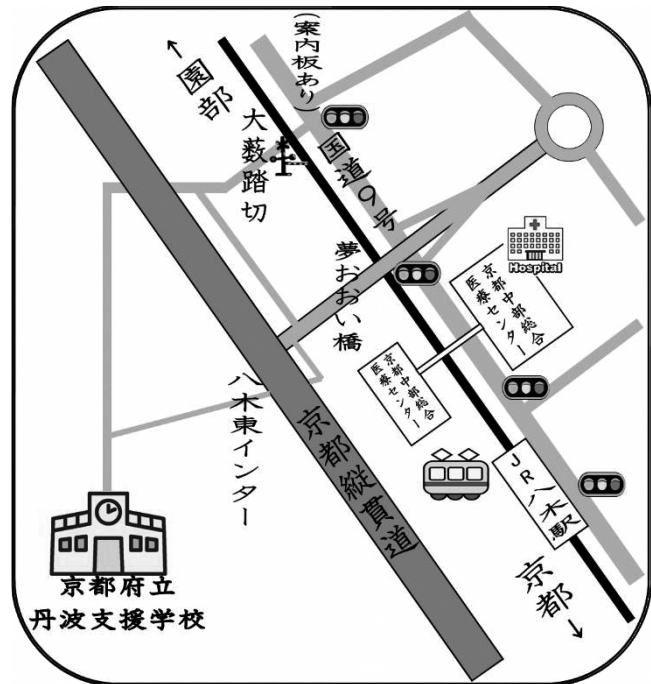 (案内板あり)
↑
園部
大薮踏切
国道9号
夢おおい橋
Hospital
京都中部総合
医療センター
京都中部総合
医療センター
八木東インター
京都縦貫道
JR八木駅
京都
↓
京都府立
丹波支援学校